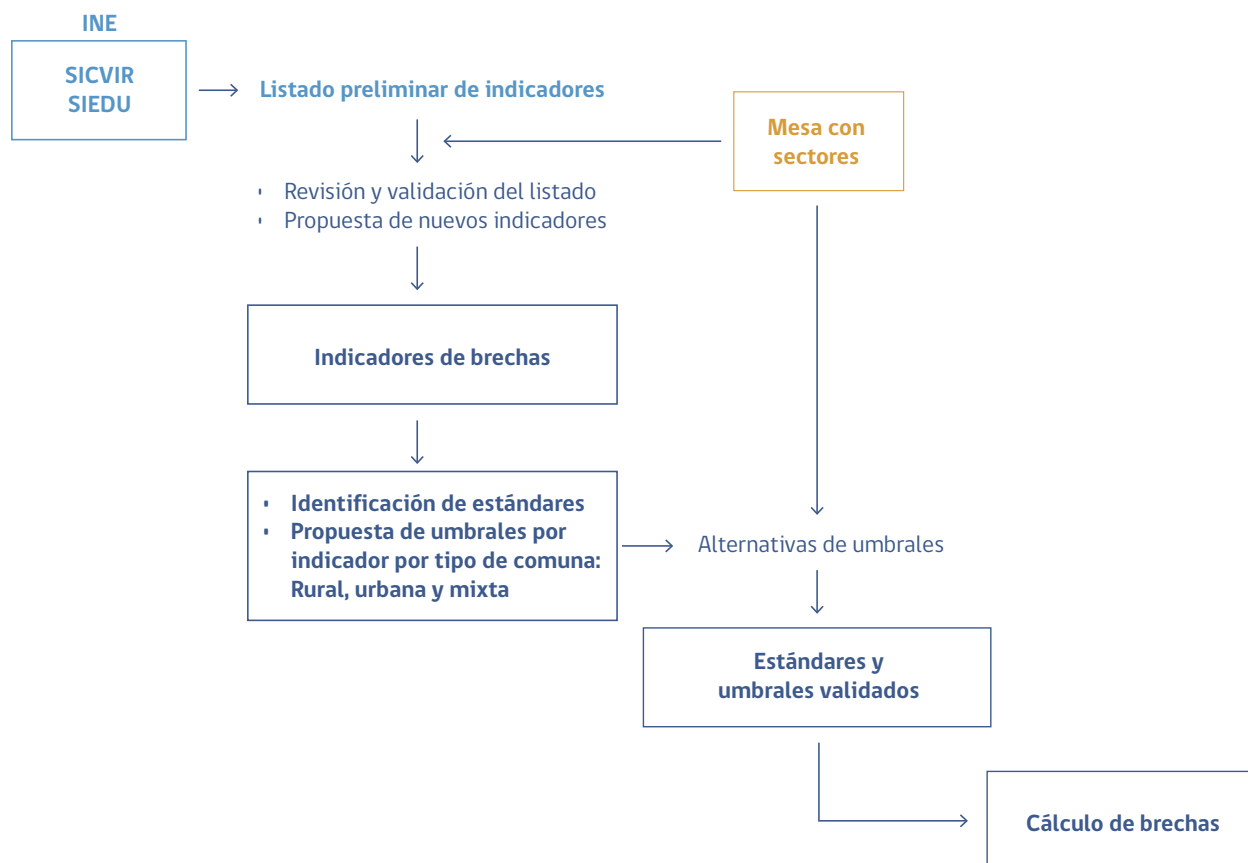 INE
SICVIR
SIEDU
Listado preliminar de indicadores
Mesa con
sectores
• Revisión y validación del listado
• Propuesta de nuevos indicadores
Indicadores de brechas
• Identificación de estándares
• Propuesta de umbrales por
indicador por tipo de comuna:
Rural, urbana y mixta
Alternativas de umbrales
Estándares y
umbrales validados
Cálculo de brechas